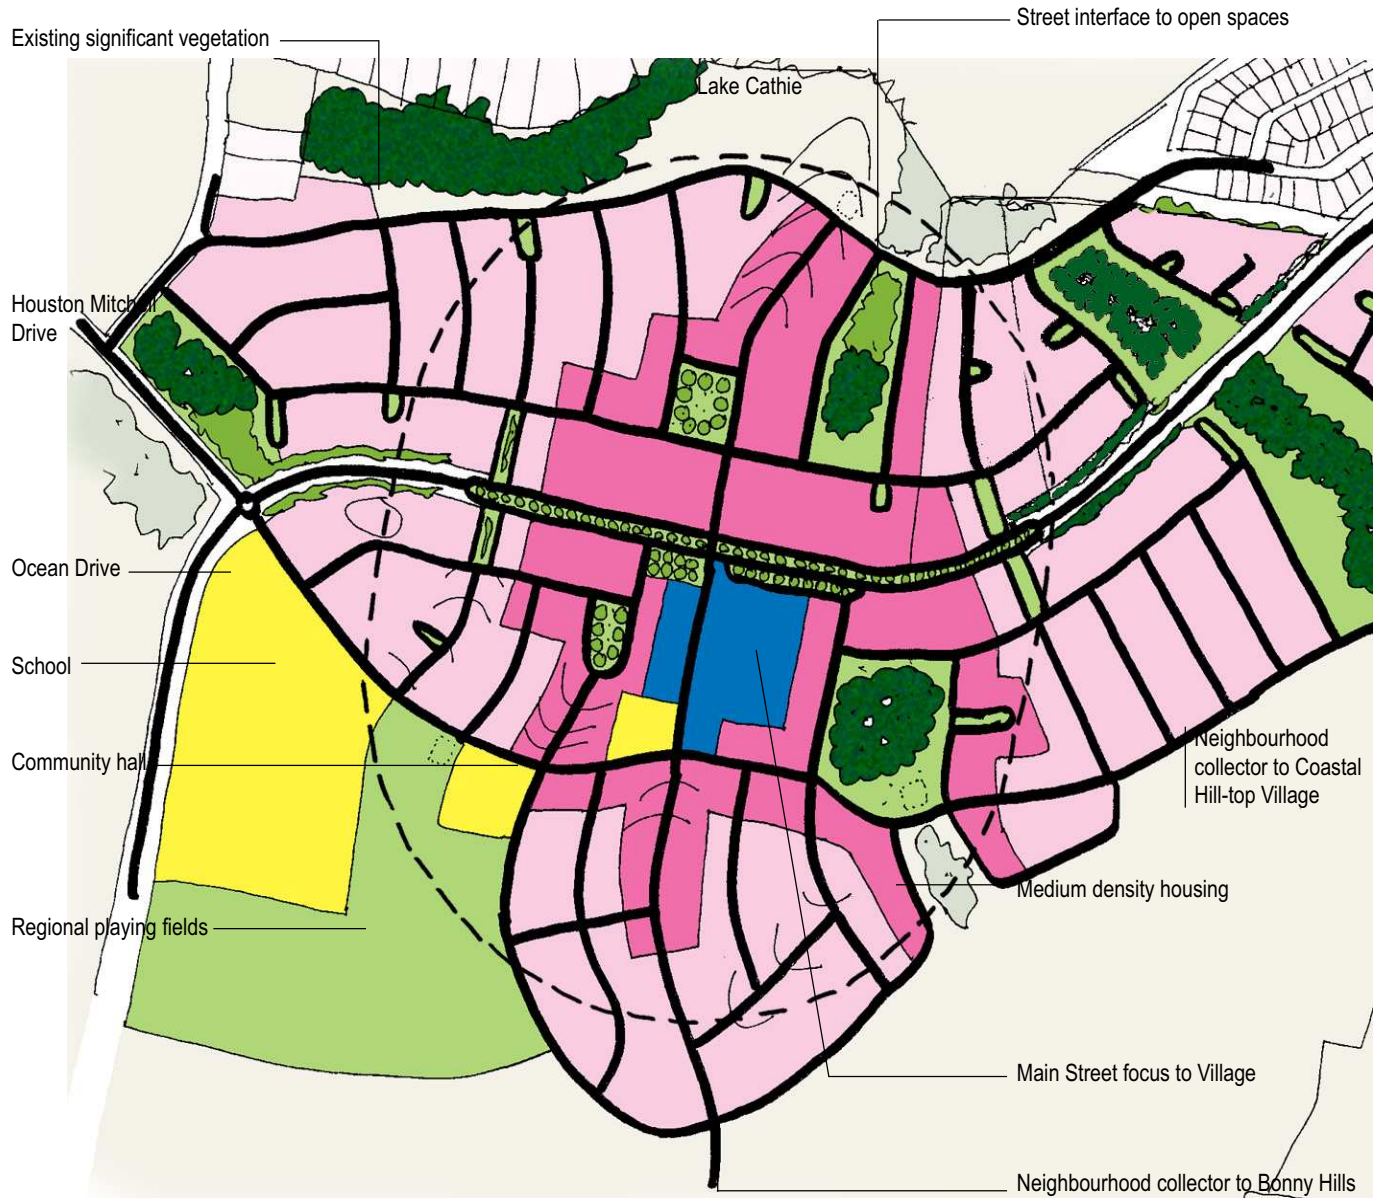 Street interface to open spaces
Existing significant vegetation
Lake Cathie
Houston Mitchell
Drive
Ocean Drive
School
Community hall
Neighbourhood
collector to Coastal
Hill-top Village
Medium density housing
Regional playing fields
Main Street focus to Village
Neighbourhood collector to Bonny Hills